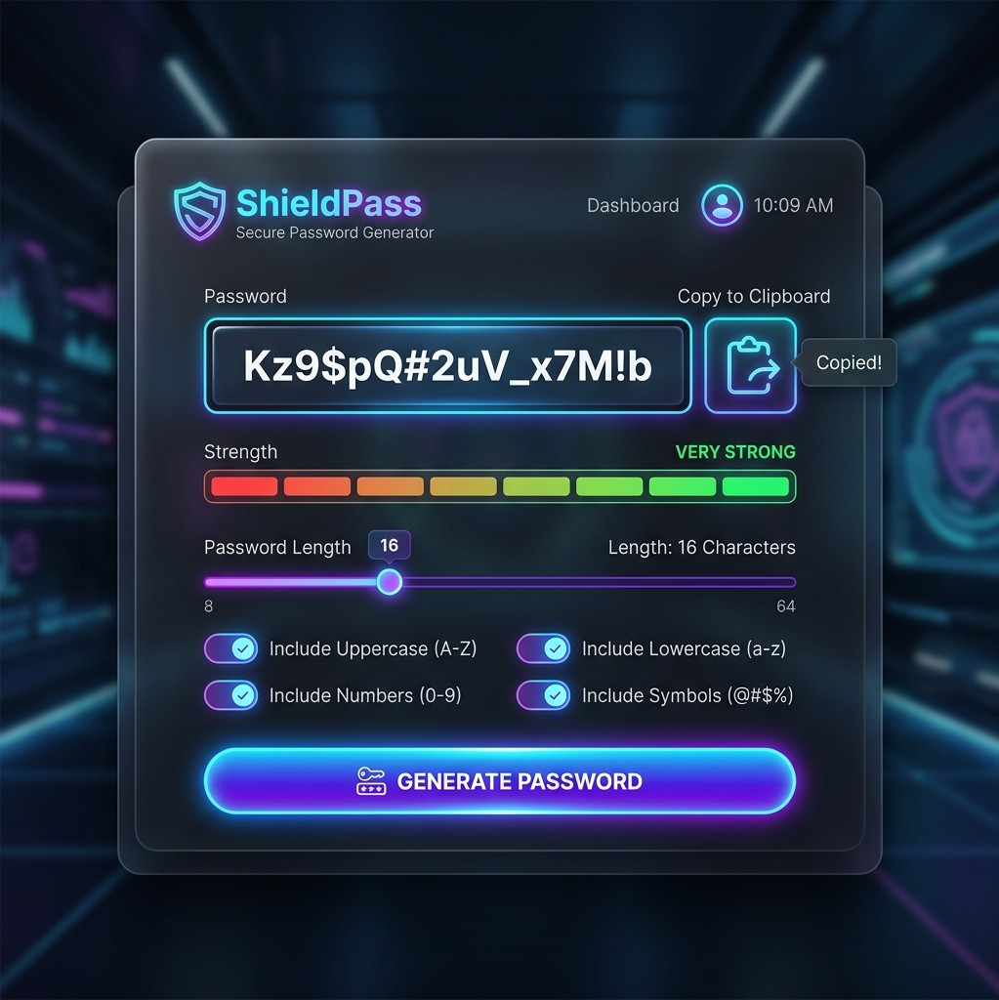 ShieldPass
Secure Password Generator
Dashboard
10:09 AM
Password
Copy to Clipboard
Kz9$pQ#2uV_x7M!b
Copied!
Strength
VERY STRONG
Password Length
16
Length: 16 Characters
8
64
Include Uppercase (A-Z)
Include Lowercase (a-z)
Include Numbers (0-9)
Include Symbols (@#$%)
GENERATE PASSWORD